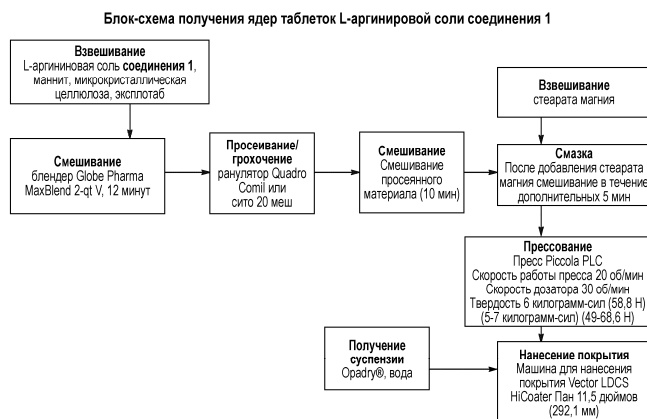 Блок-схема получения ядер таблеток L-аргинировой соли соединения 1
Взвешивание
L-аргининовая соль соединения 1,
маннит, микрокристаллическая
целлюлоза, эксплотаб
Взвешивание
стеарата магния
Смешивание
блендер Globe Pharma
MaxBlend 2-qt V, 12 минут
Просеивание/
грохочение
ранулятор Quadro
Comil или
сито 20 меш
Смешивание
Смешивание
просеянного
материала (10 мин)
Смазка
После добавления стеарата
магния смешивание в течение
дополнительных 5 мин
Прессование
Пресс Piccola PLC
Скорость работы пресса 20 об/мин
Скорость дозатора 30 об/мин
Твердость 6 килограмм-сил (58,8 Н)
(5-7 килограмм-сил) (49-68,6 Н)
Получение
суспензии
Opadry®, вода
Нанесение покрытия
Машина для нанесения
покрытия Vector LDCS
HiCoater Пан 11,5 дюймов
(292,1 мм)